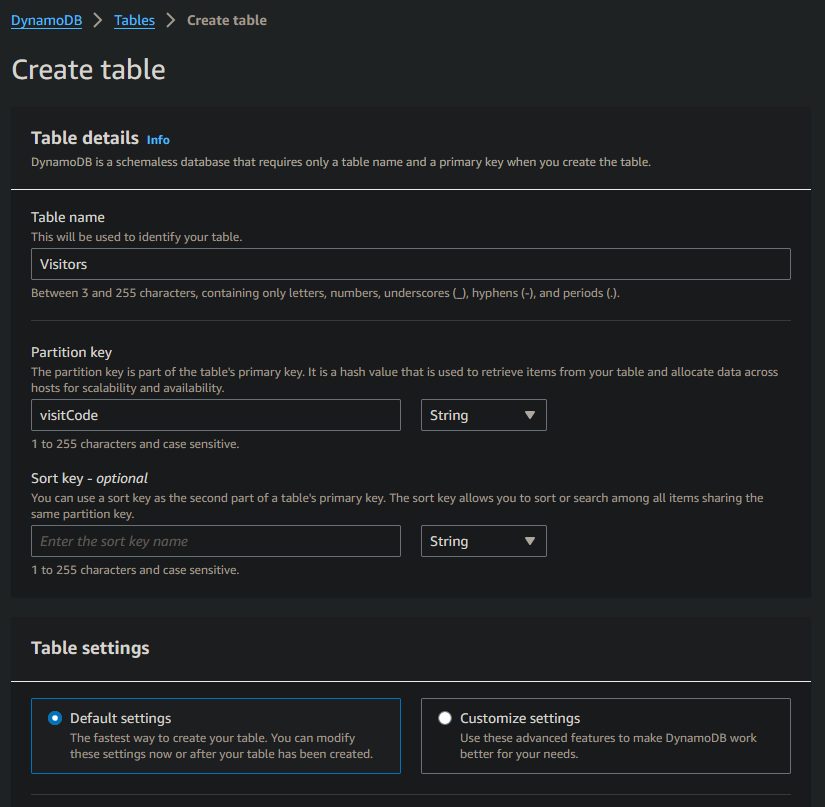 DynamoDB > Tables > Create table
Create table
Table details Info
DynamoDB is a schemaless database that requires only a table name and a primary key when you create the table.
Table name
This will be used to identify your table.
Visitors
Between 3 and 255 characters, containing only letters, numbers, underscores (_), hyphens (-), and periods (.).
Partition key
The partition key is part of the table's primary key. It is a hash value that is used to retrieve items from your table and allocate data across
hosts for scalability and availability.
visitCode String
1 to 255 characters and case sensitive.
Sort key - optional
You can use a sort key as the second part of a table's primary key. The sort key allows you to sort or search among all items sharing the
same partition key.
Enter the sort key name String
1 to 255 characters and case sensitive.
Table settings
Default settings
The fastest way to create your table. You can modify
these settings now or after your table has been created.
Customize settings
Use these advanced features to make DynamoDB work
better for your needs.